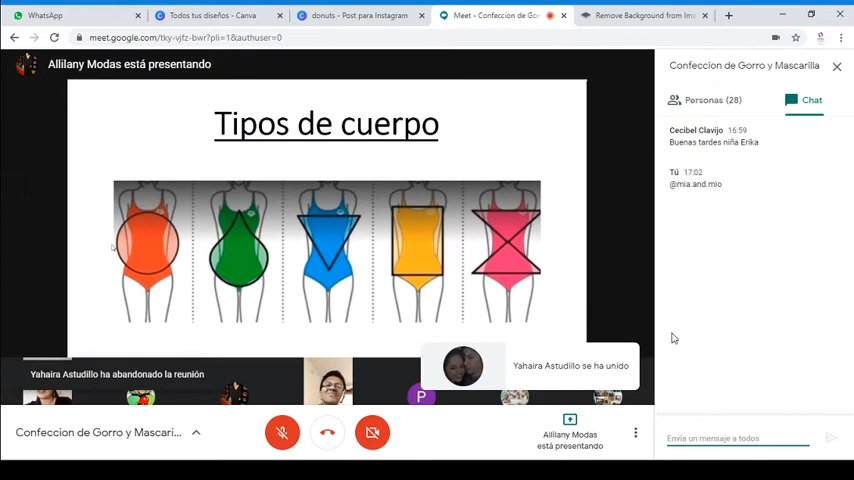 WhatsApp
Todos tus diseños - Canva
donuts - Post para Instagram
Meet - Confeccion de Gor
Remove Background from Ima
meet.google.com/tky-vjfz-bwr?pli=1&authuser=0
Allilany Modas está presentando
Confeccion de Gorro y Mascarilla
Personas (28)
Chat
Cecibel Clavijo 16:59
Buenas tardes niña Erika
Tú 17:02
@mia.and.mio
Tipos de cuerpo
Yahaira Astudillo ha abandonado la reunión
Yahaira Astudillo se ha unido
P
Confeccion de Gorro y Mascari...
Allilany Modas
está presentando
Envía un mensaje a todos